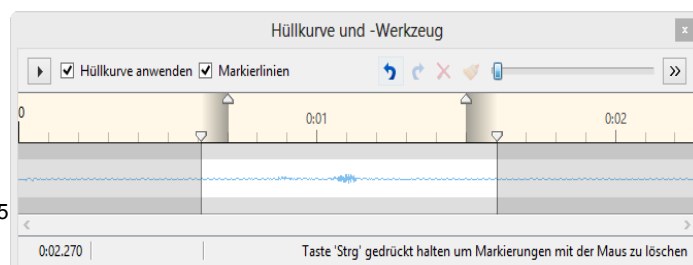 Hüllkurve und -Werkzeug
x
Hüllkurve anwenden Markierlinien
0 0:01 0:02
5
0:02.270 Taste 'Strg' gedrückt halten um Markierungen mit der Maus zu löschen